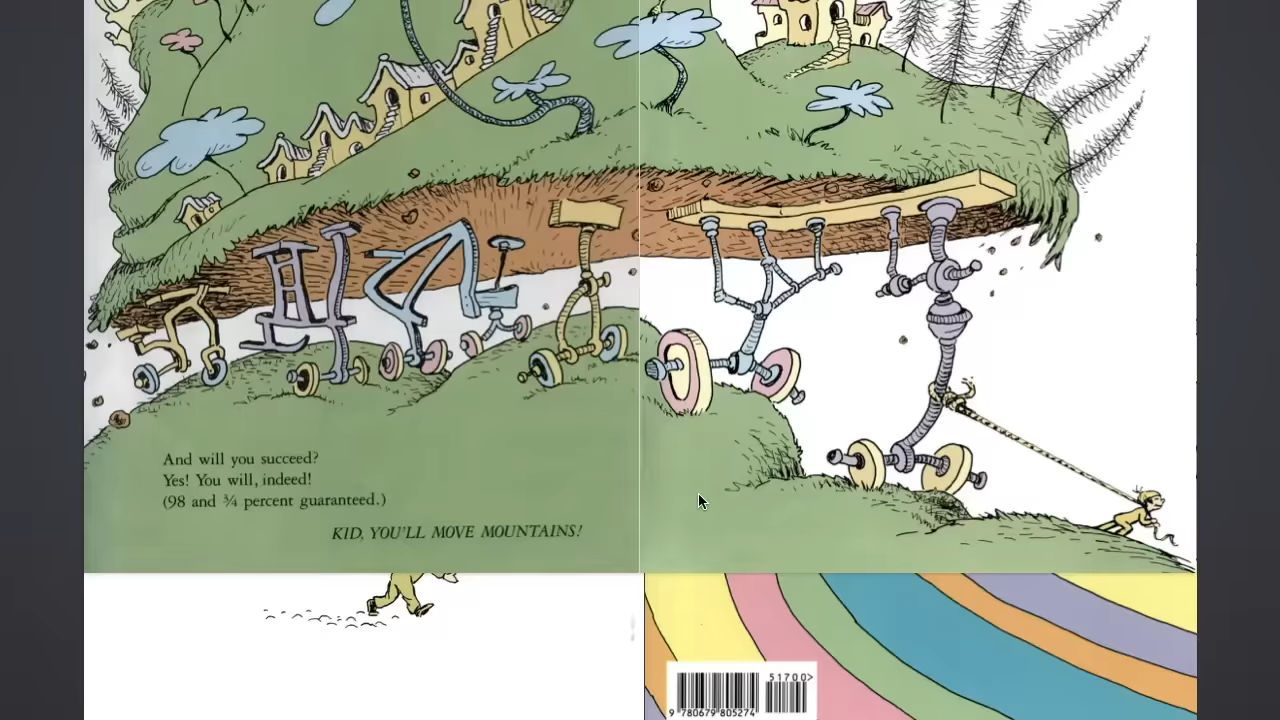 And will you succeed?
Yes! You will, indeed!
(98 and ¾ percent guaranteed.)
KID, YOU'LL MOVE MOUNTAINS!
51700>
9 780679 805274